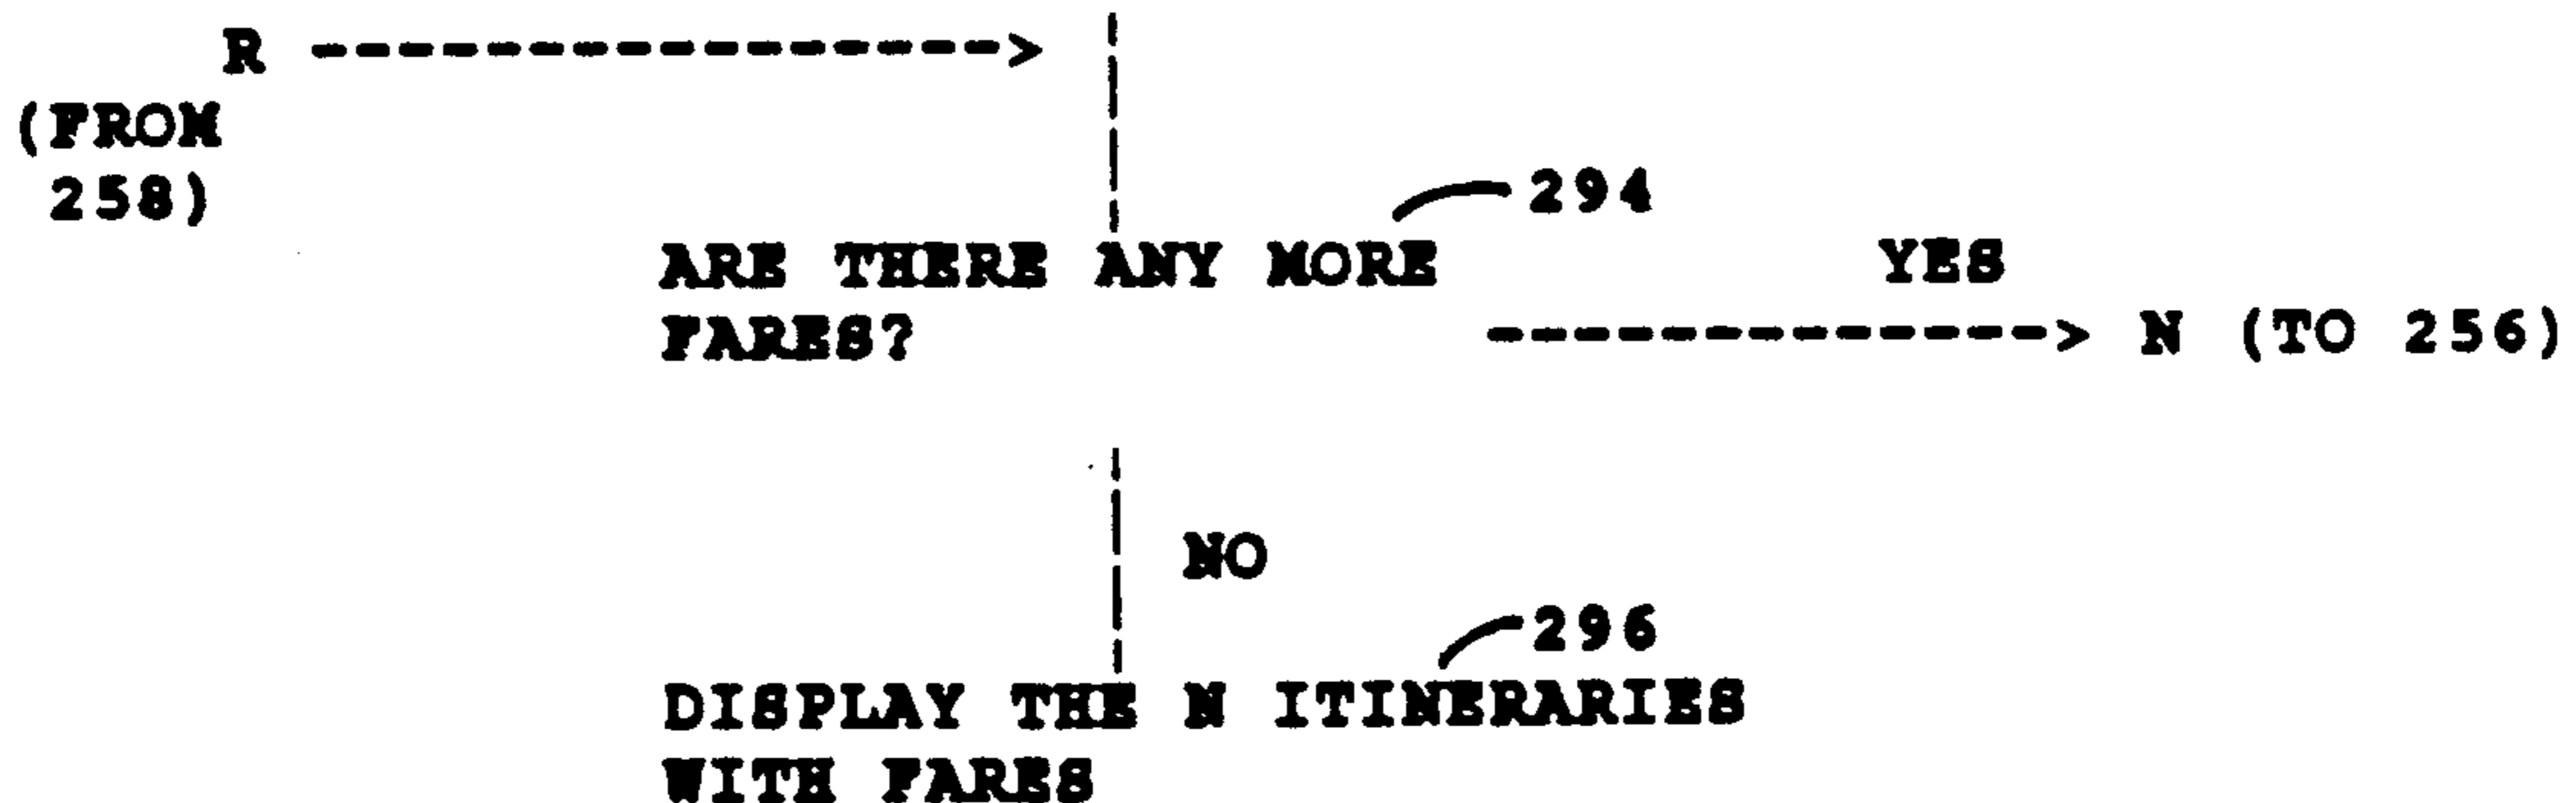 R ----------------->
(FROM
258)
294
ARE THERE ANY MORE
YES
FARES?
--------------> N (TO 256)
NO
296
DISPLAY THE N ITINERARIES
WITH FARES